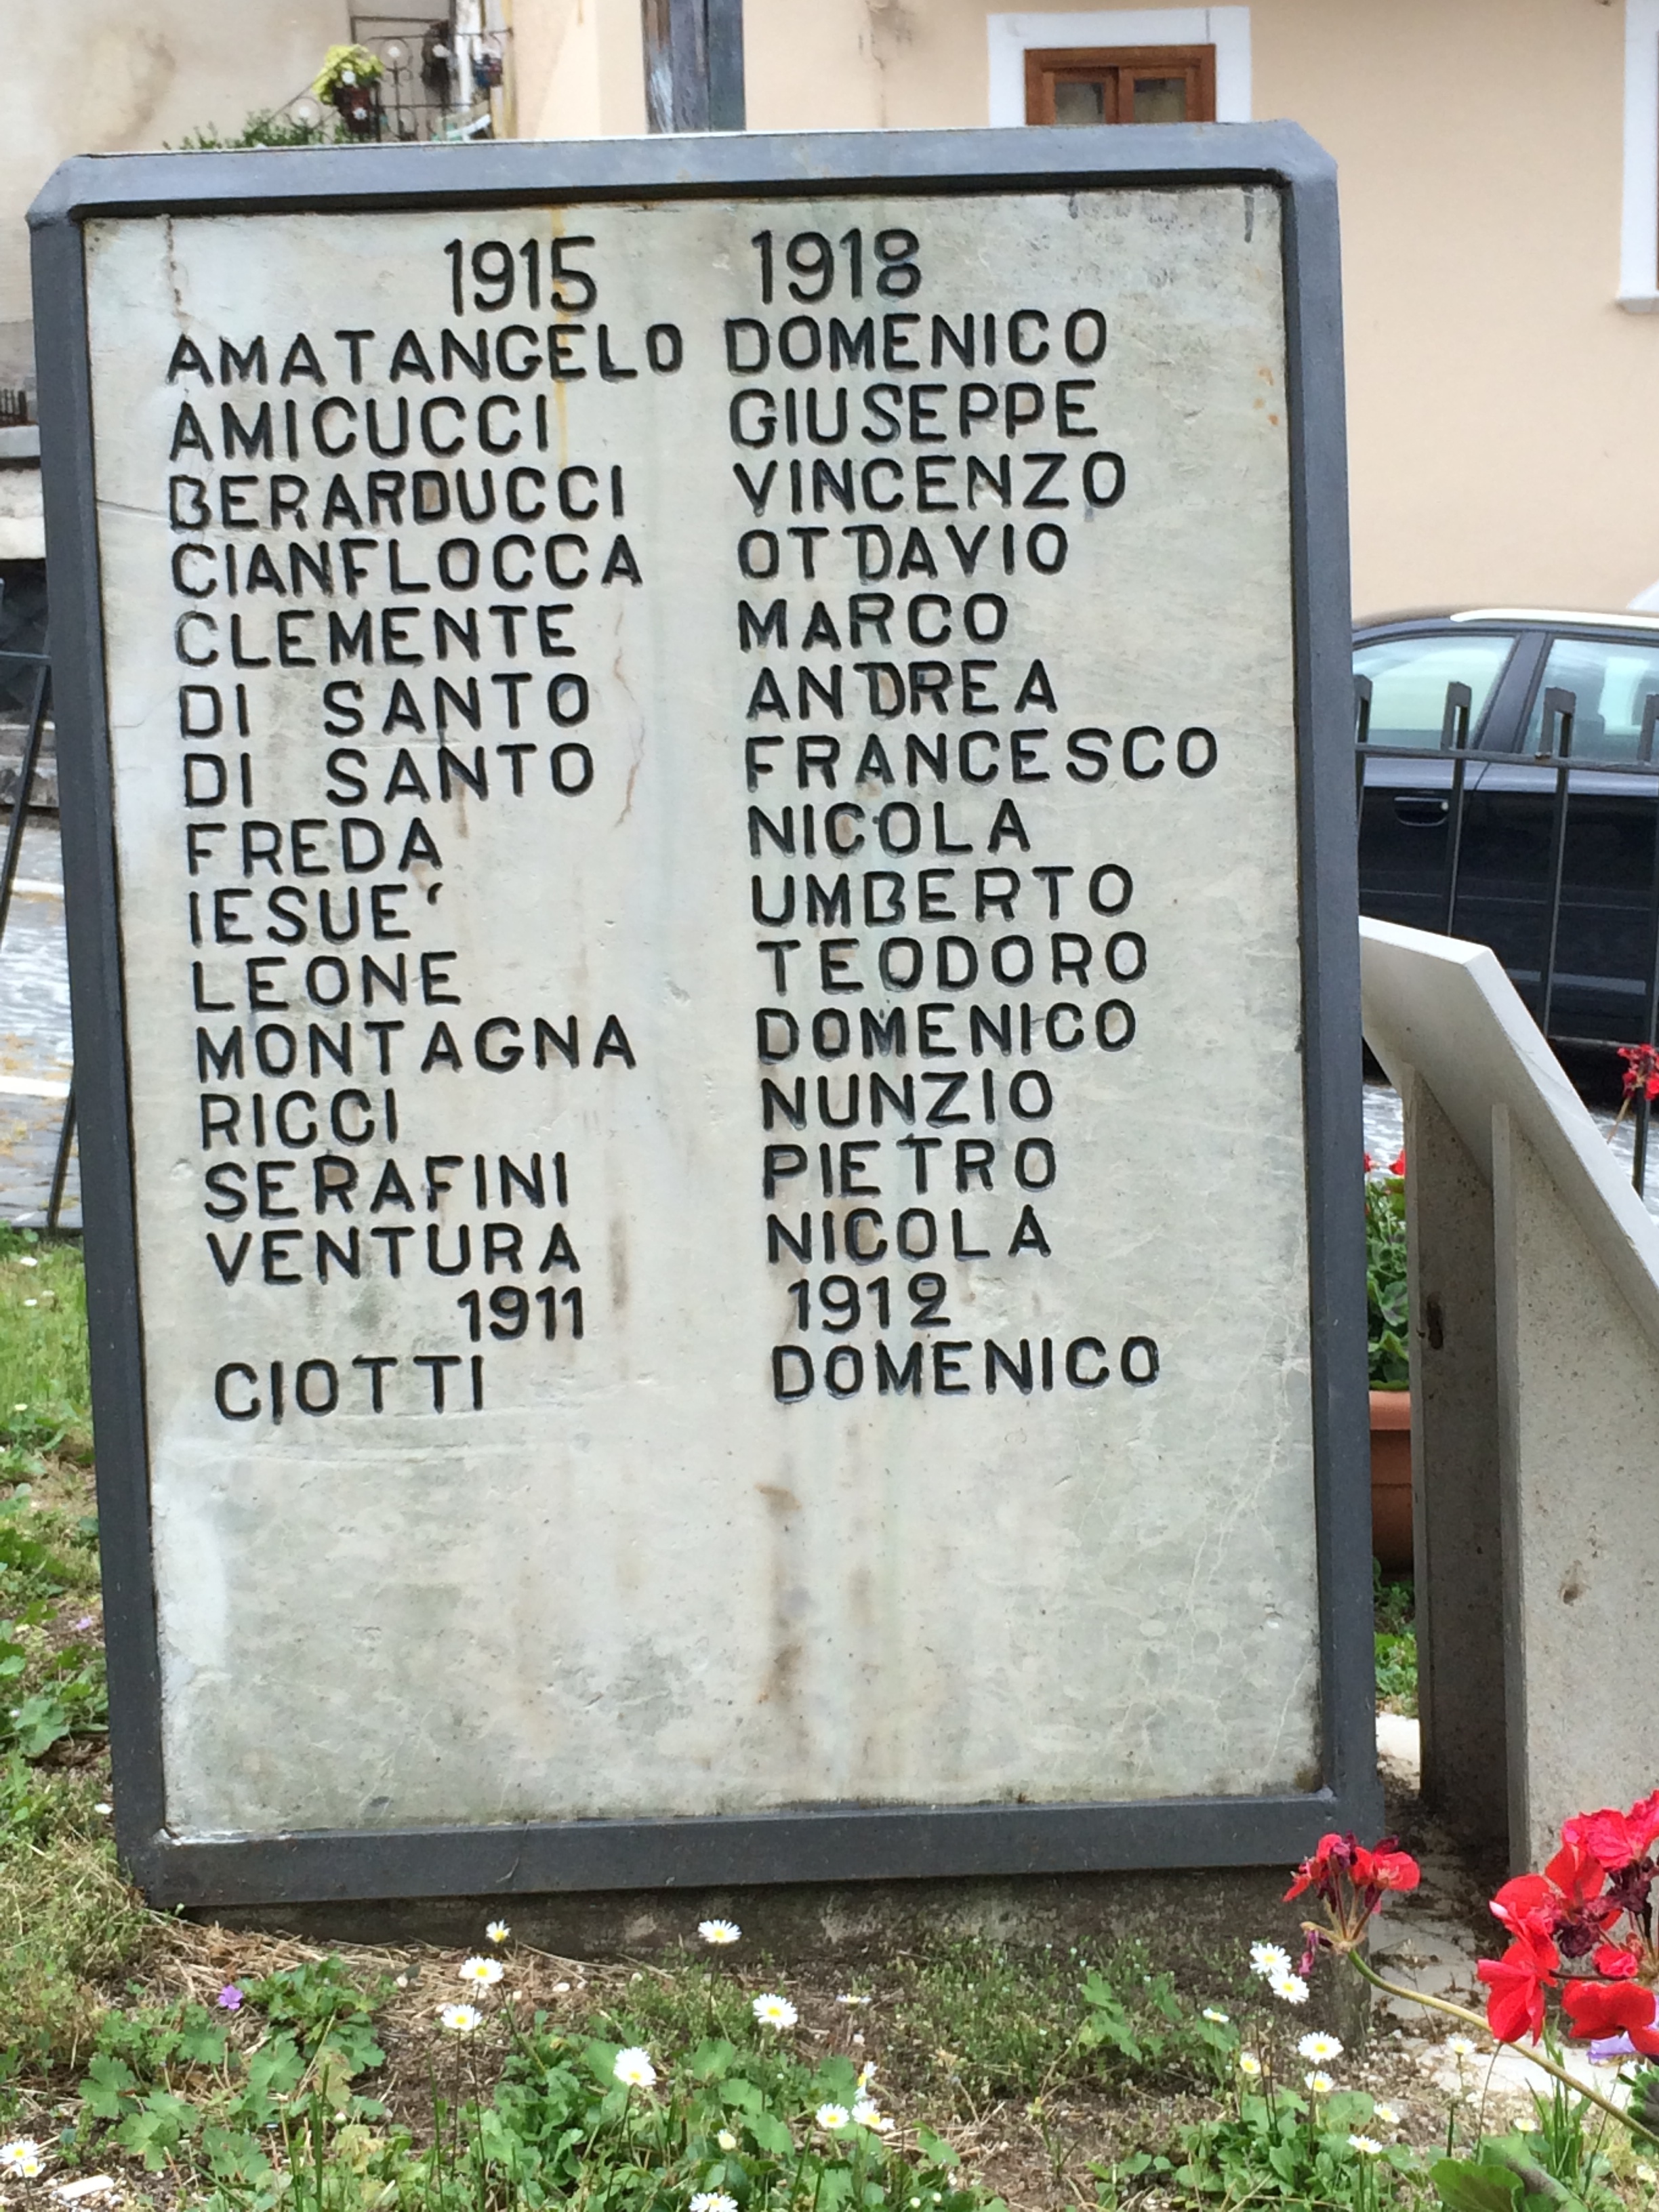 1915 1918
AMATANGELO DOMENICO
AMICUCCI GIUSEPPE
BERARDUCCI VINCENZO
CIANFLOCCA OTTAVIO
CLEMENTE MARCO
DI SANTO ANDREA
DI SANTO FRANCESCO
FREDA NICOLA
IESUE‘ UMBERTO
LEONE TEODORO
MONTAGNA DOMENICO
RICCI NUNZIO
SERAFINI PIETRO
VENTURA NICOLA
1911 1912
CIOTTI DOMENICO